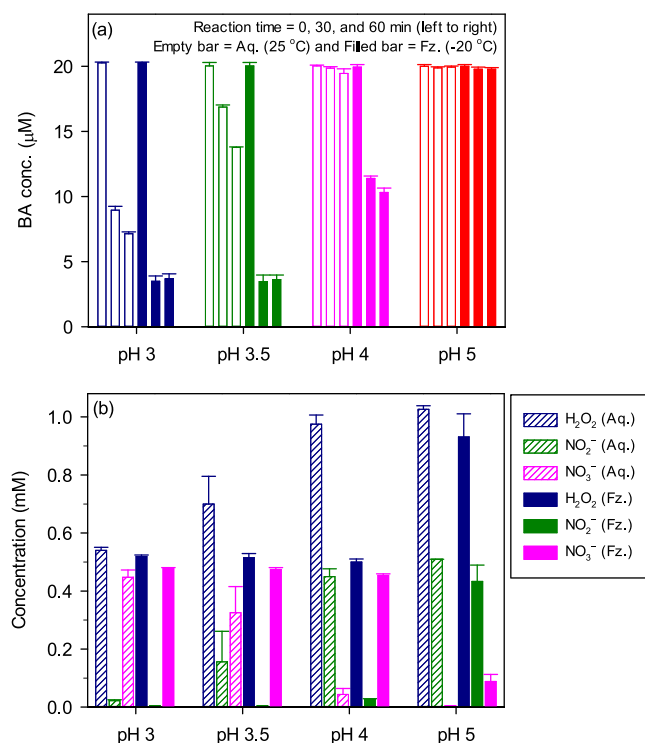 (a)
Reaction time = 0, 30, and 60 min (left to right)
Empty bar = Aq. (25 °C) and Filled bar = Fz. (-20 °C)
BA conc. (μM)
20
15
10
5
0
pH 3 pH 3.5 pH 4 pH 5
(b)
Concentration (mM)
1.0
0.8
0.6
0.4
0.2
0.0
pH 3 pH 3.5 pH 4 pH 5
H₂O₂ (Aq.)
NO₂⁻ (Aq.)
NO₃⁻ (Aq.)
H₂O₂ (Fz.)
NO₂⁻ (Fz.)
NO₃⁻ (Fz.)